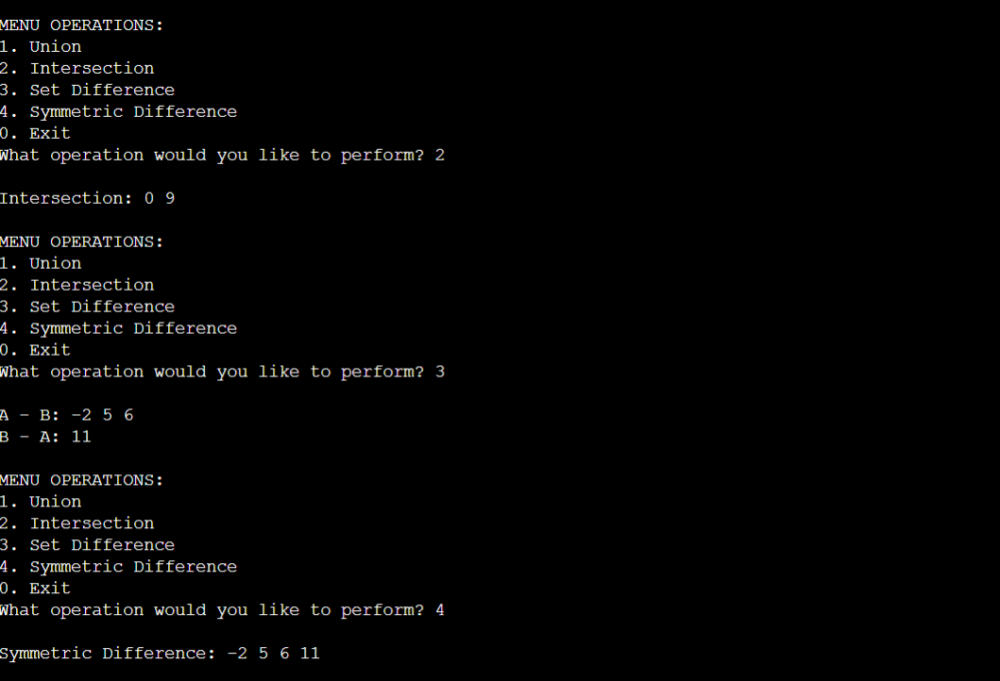 MENU OPERATIONS:
1. Union
2. Intersection
3. Set Difference
4. Symmetric Difference
0. Exit
What operation would you like to perform? 2
Intersection: 0 9
MENU OPERATIONS:
1. Union
2. Intersection
3. Set Difference
4. Symmetric Difference
0. Exit
What operation would you like to perform? 3
A - B: -2 5 6
B - A: 11
MENU OPERATIONS:
1. Union
2. Intersection
3. Set Difference
4. Symmetric Difference
0. Exit
What operation would you like to perform? 4
Symmetric Difference: -2 5 6 11